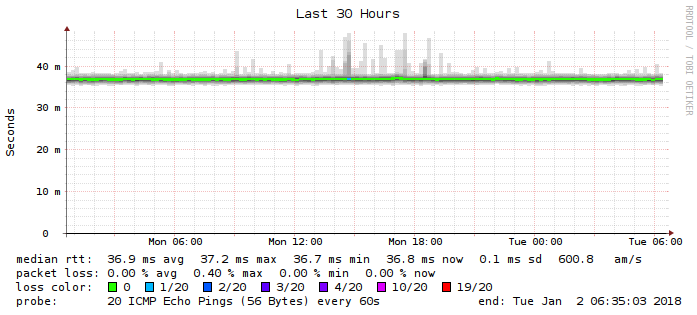 Last 30 Hours
RRDTOOL / TOBI OETIKER
Seconds
40 m
30 m
20 m
10 m
0
Mon 06:00 Mon 12:00 Mon 18:00 Tue 00:00 Tue 06:00
median rtt: 36.9 ms avg 37.2 ms max 36.7 ms min 36.8 ms now 0.1 ms sd 600.8 am/s
packet loss: 0.00 % avg 0.40 % max 0.00 % min 0.00 % now
loss color: 0 1/20 2/20 3/20 4/20 10/20 19/20
probe: 20 ICMP Echo Pings (56 Bytes) every 60s end: Tue Jan 2 06:35:03 2018